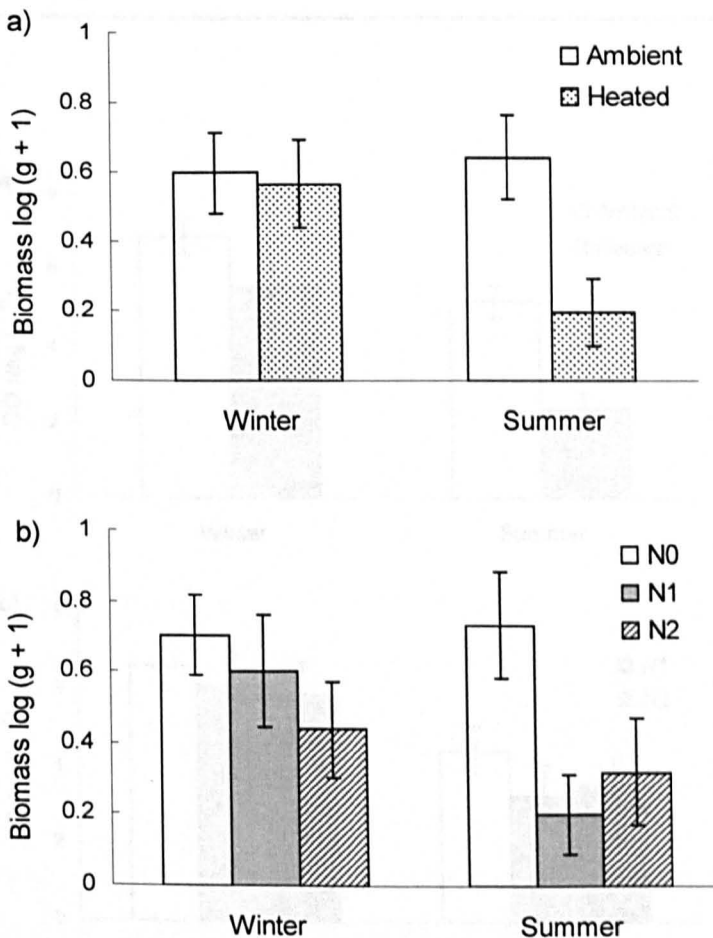 a)
1
Ambient
Heated
0.8
0.6
0.4
0.2
0
Biomass log (g + 1)
Winter Summer
b)
1
N0
N1
N2
0.8
0.6
0.4
0.2
0
Biomass log (g + 1)
Winter Summer